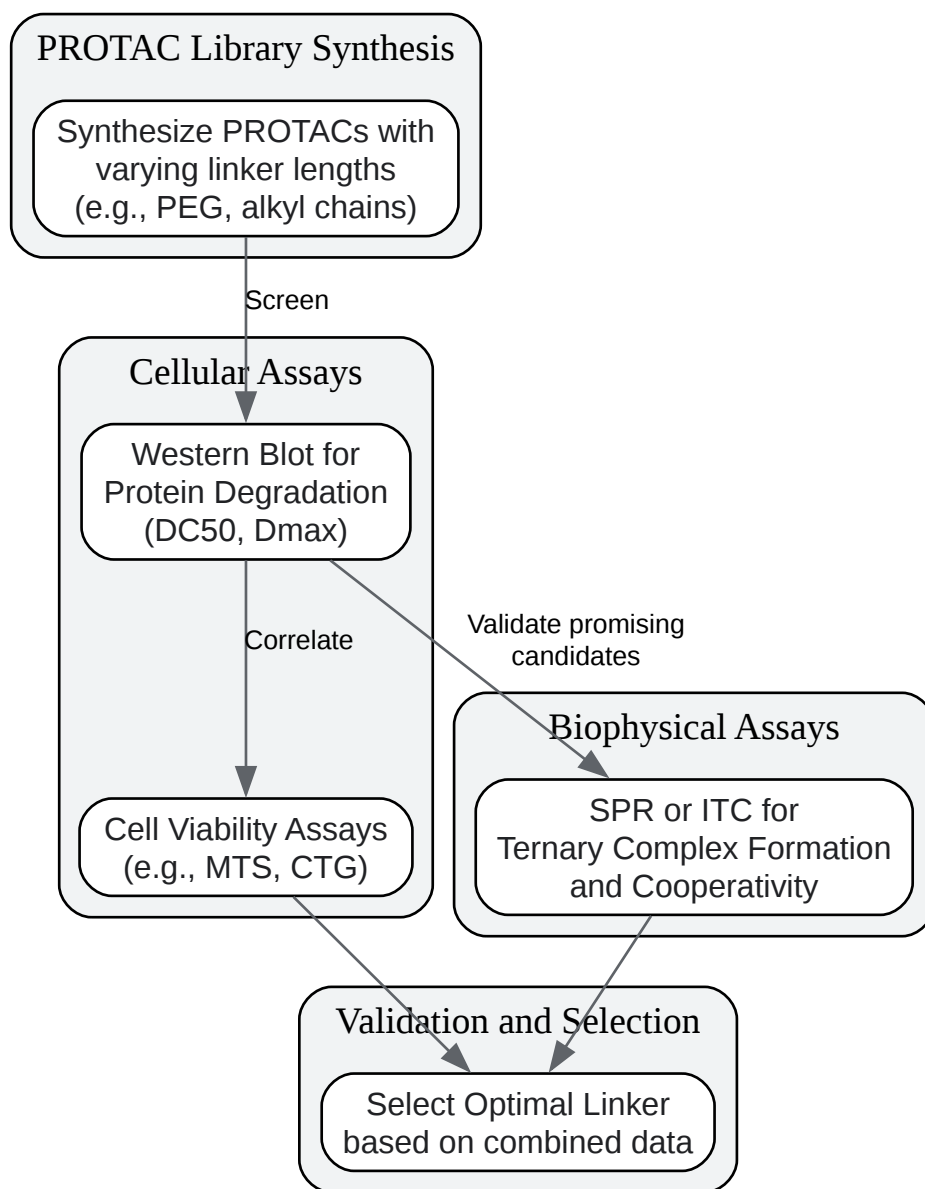 PROTAC Library Synthesis
Synthesize PROTACs with
varying linker lengths
(e.g., PEG, alkyl chains)
Screen
Cellular Assays
Western Blot for
Protein Degradation
(DC50, Dmax)
Correlate
Validate promising
candidates
Biophysical Assays
Cell Viability Assays
(e.g., MTS, CTG)
SPR or ITC for
Ternary Complex Formation
and Cooperativity
Validation and Selection
Select Optimal Linker
based on combined data